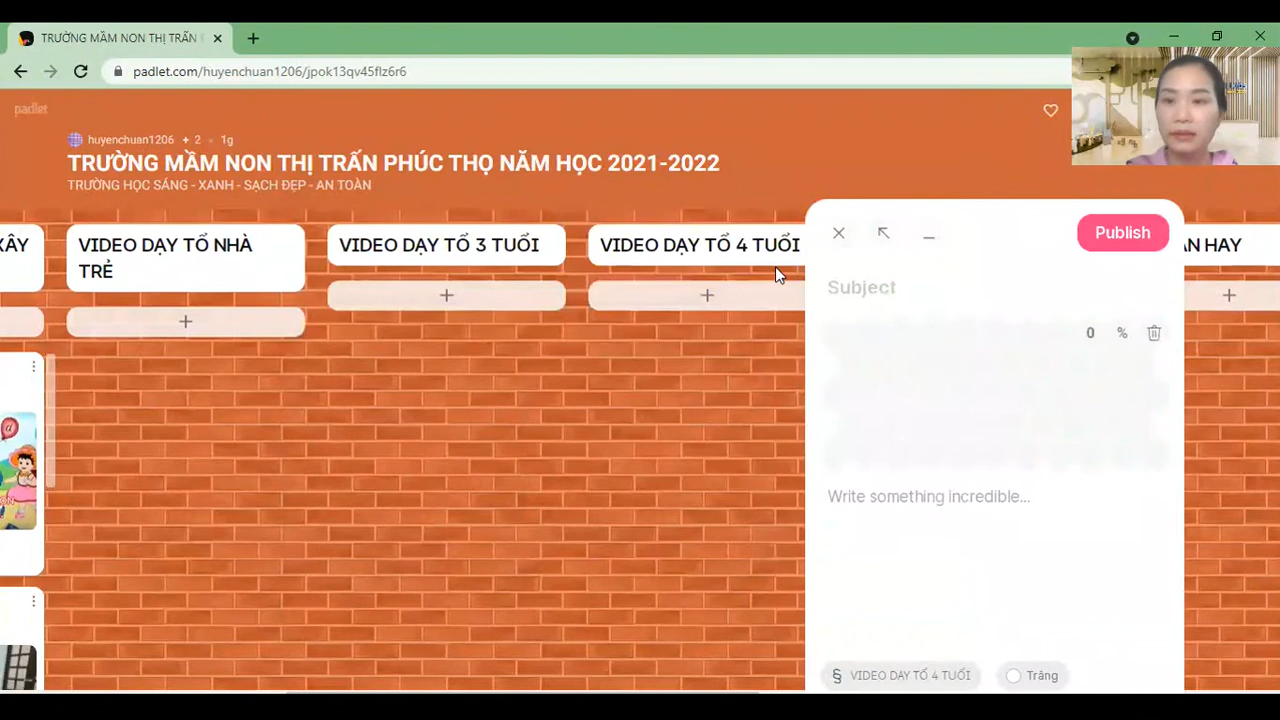 TRƯỜNG MẦM NON THỊ TRẤN
padlet.com/huyenchuan1206/jpok13qv45flz6r6
padlet
huyenchuan1206 + 2 1g
TRƯỜNG MẦM NON THỊ TRẤN PHÚC THỌ NĂM HỌC 2021-2022
TRƯỜNG HỌC SÁNG - XANH - SẠCH ĐẸP - AN TOÀN
XÂY
VIDEO DẠY TỔ NHÀ
TRẺ
VIDEO DẠY TỔ 3 TUỔI
VIDEO DẠY TỔ 4 TUỔI
ẢN HAY
Publish
Subject
0 %
Write something incredible...
§ VIDEO DẠY TỔ 4 TUỔI
Trắng